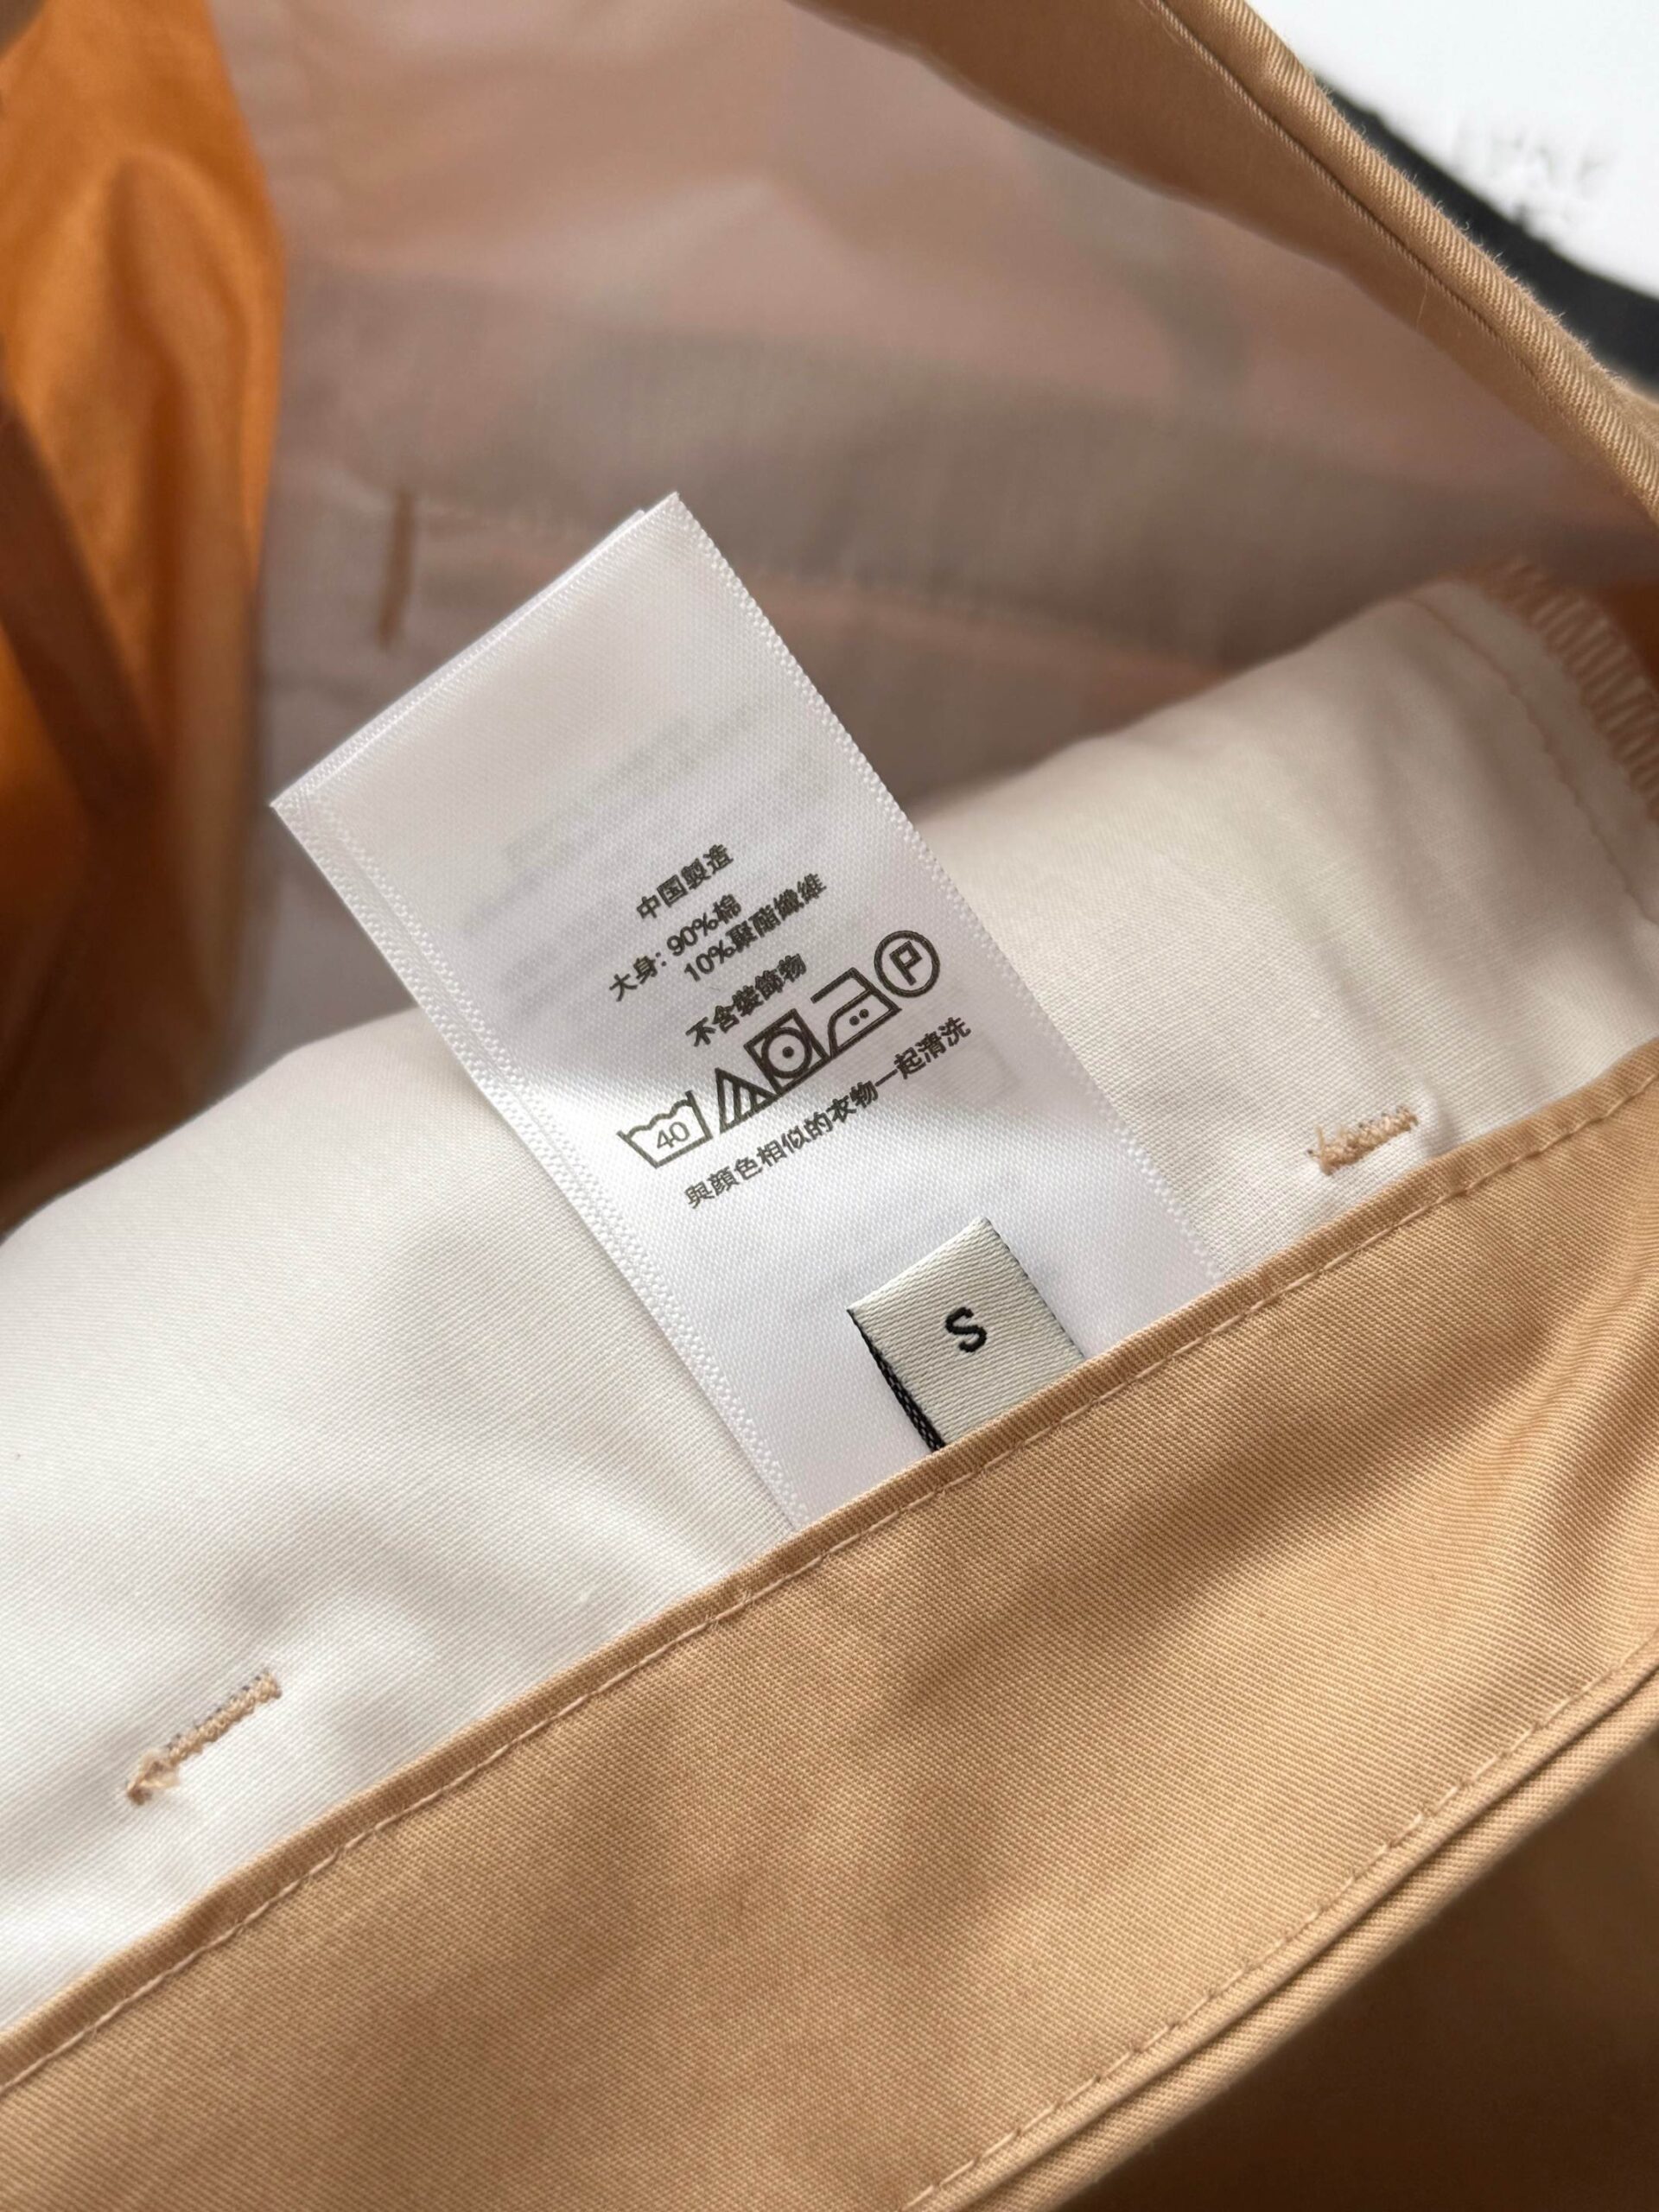 中国製造
大身: 90%棉
10%聚酯纖維
不含裝飾物
40 P
與顏色相似的衣物一起清洗
S